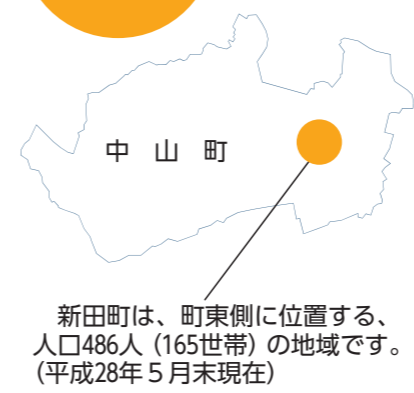 中　山　町
　新田町は、町東側に位置する、
人口486人（165世帯）の地域です。
（平成28年５月末現在）